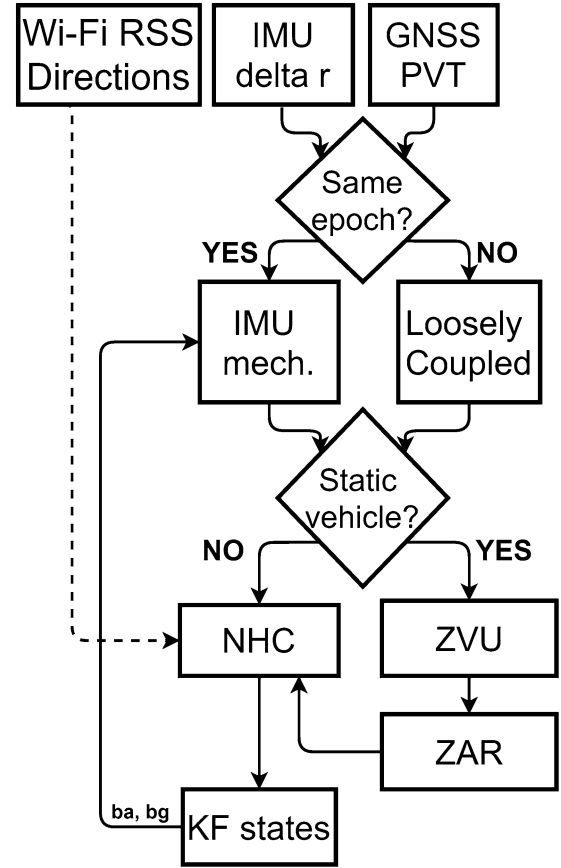 Wi-Fi RSS
Directions
IMU
delta r
GNSS
PVT
Same
epoch?
YES
NO
IMU
mech.
Loosely
Coupled
Static
vehicle?
NO
YES
NHC
ZVU
ZAR
ba, bg
KF states